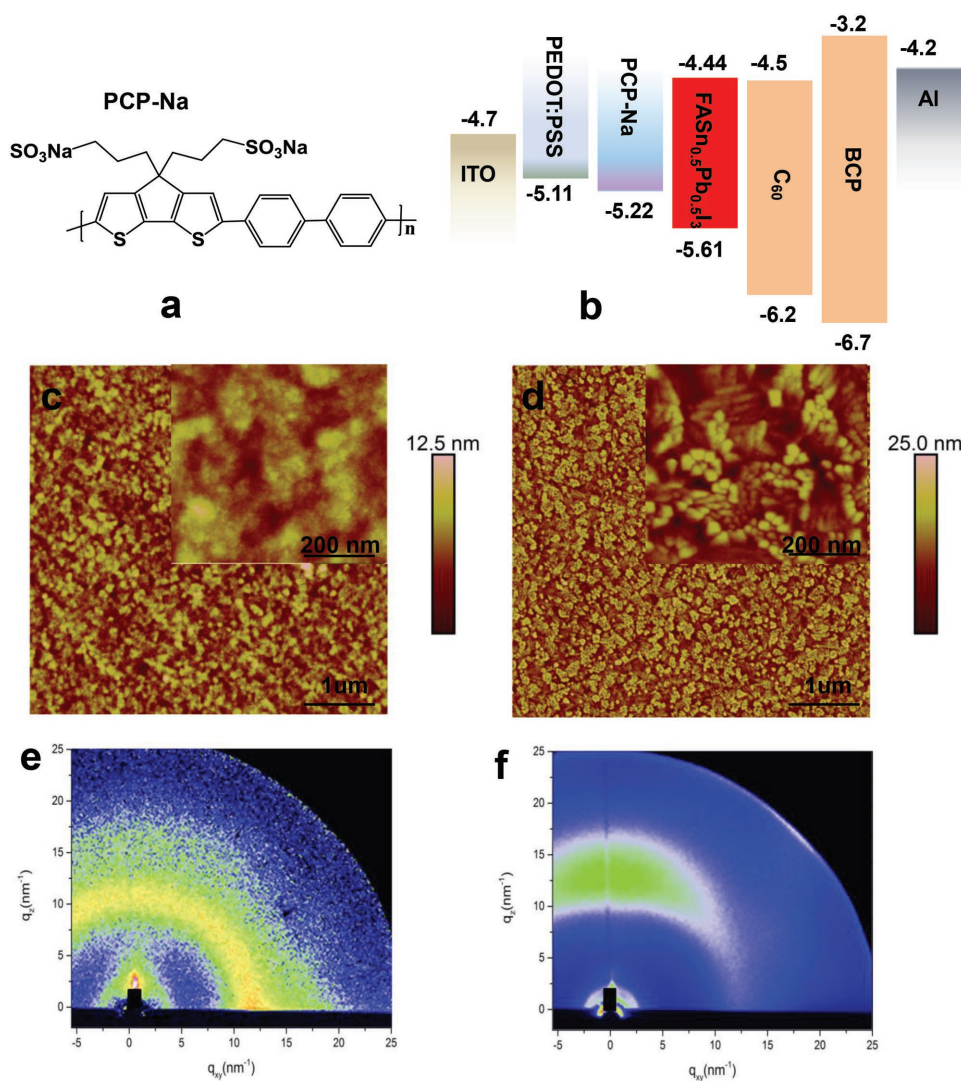 PCP-Na
SO₃Na
SO₃Na
S
S
n
a
-4.7
ITO
PEDOT:PSS
-5.11
PCP-Na
-5.22
-4.44
FASn₀.₅Pb₀.₅I₃
-5.61
-4.5
C₆₀
-6.2
-3.2
BCP
-6.7
-4.2
Al
b
c
200 nm
1um
12.5 nm
d
200 nm
1um
25.0 nm
e
25
20
15
10
5
0
qz(nm⁻¹)
-5 0 5 10 15 20 25
qxy(nm⁻¹)
f
25
20
15
10
5
0
qz(nm⁻¹)
-5 0 5 10 15 20 25
qxy(nm⁻¹)